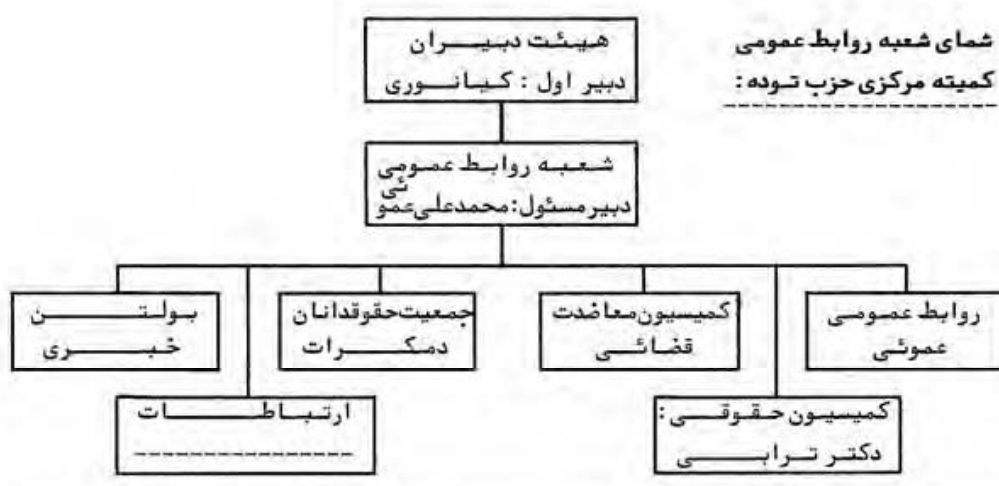 شمای شعبه روابط عمومی
کمیته مرکزی حزب توده:
هیئت دبیران
دبیر اول : کیانوری
شعبه روابط عمومی
دبیر مسئول: محمدعلی عموئی
روابط عمومی
عموئی
کمیسیون معاضدت
قضائی
جمعیت حقوقدانان
دمکرات
بولتن
خبری
کمیسیون حقوقی:
دکتر ترابی
ارتباطات